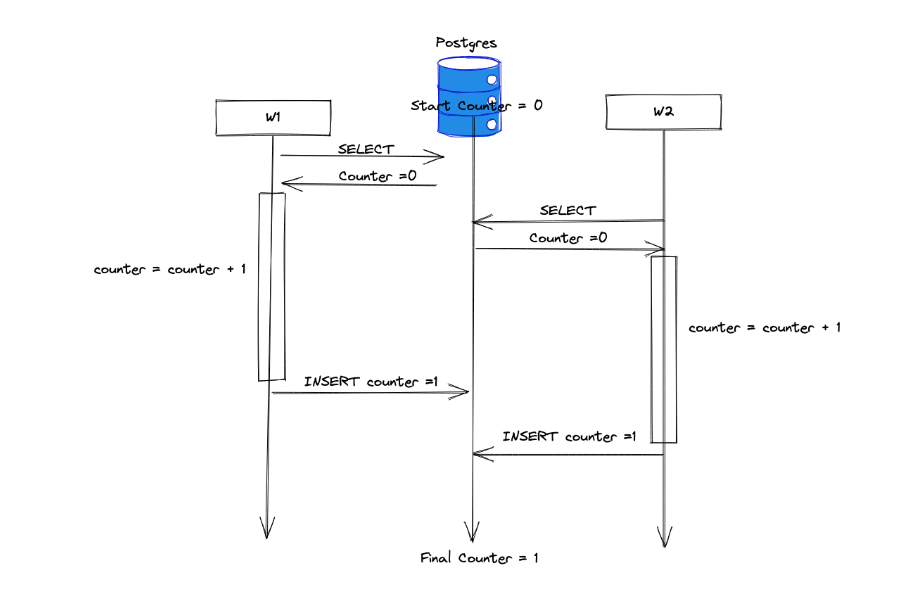 Postgres
Start Counter = 0
W1
W2
SELECT
Counter =0
SELECT
Counter =0
counter = counter + 1
counter = counter + 1
INSERT counter =1
INSERT counter =1
Final Counter = 1